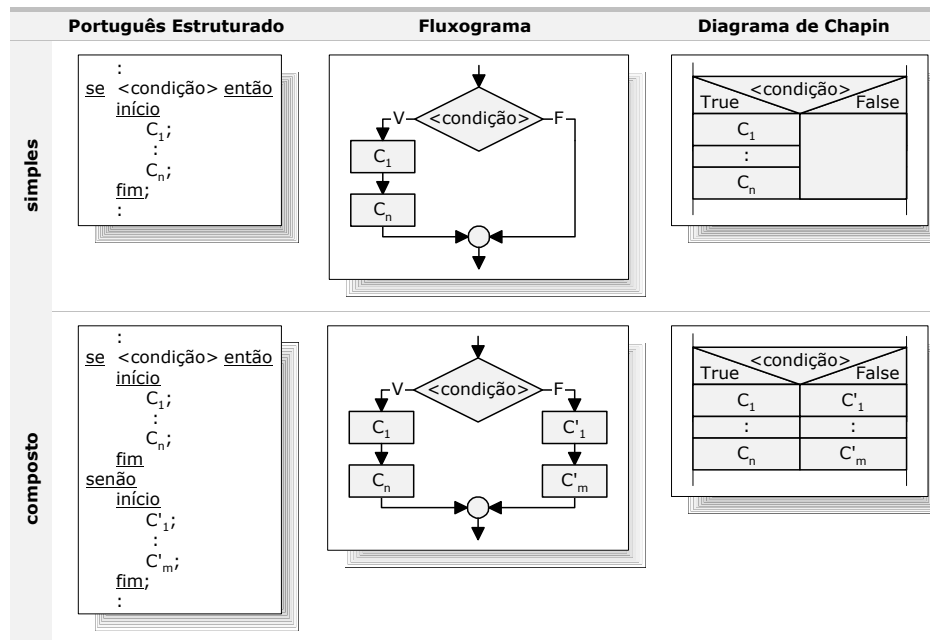 Português Estruturado
Fluxograma
Diagrama de Chapin
simples
:
se <condição> então
início
C1;
:
Cn;
fim;
:
<condição>
V
F
C1
Cn
<condição>
True
False
C1
:
Cn
composto
:
se <condição> então
início
C1;
:
Cn;
fim
senão
início
C'1;
:
C'm;
fim;
:
<condição>
V
F
C1
C'1
Cn
C'm
<condição>
True
False
C1
C'1
:
:
Cn
C'm